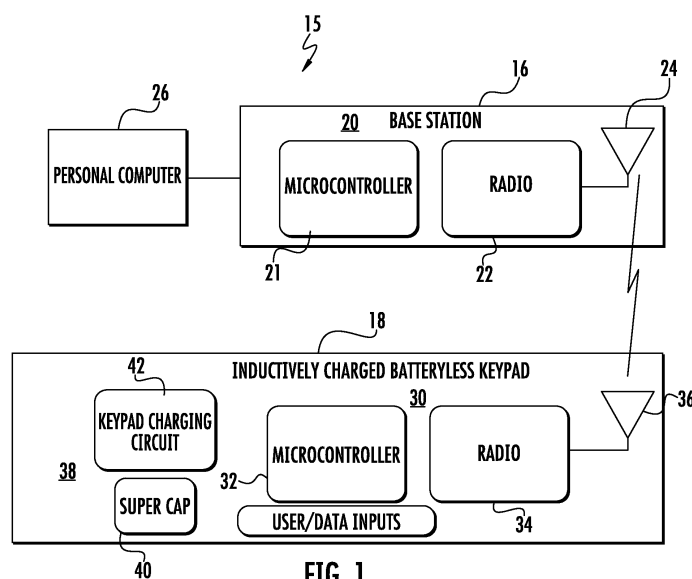 15
26
16
24
20
BASE STATION
PERSONAL COMPUTER
MICROCONTROLLER
RADIO
21
22
18
INDUCTIVELY CHARGED BATTERYLESS KEYPAD
42
30
36
KEYPAD CHARGING
CIRCUIT
MICROCONTROLLER
RADIO
38
32
SUPER CAP
USER/DATA INPUTS
34
40
FIG. 1